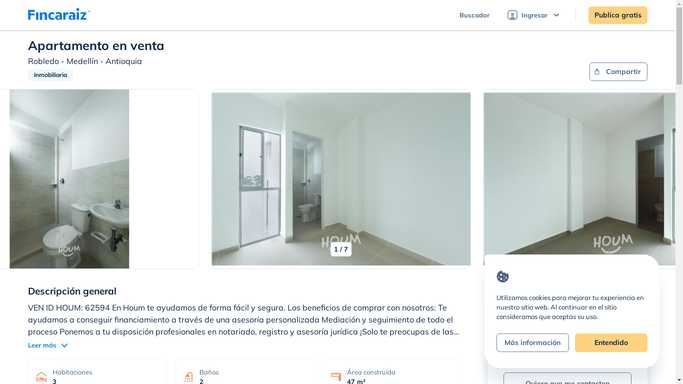 Fincaraiz
Buscador
Ingresar
Publica gratis
Apartamento en venta
Robledo - Medellín - Antioquia
Inmobiliaria
Compartir
HOUM
HOUM
HOUM
1 / 7
Descripción general
VEN ID HOUM: 62594 En Houm te ayudamos de forma fácil y segura. Los beneficios de comprar con nosotros: Te
ayudamos a conseguir financiamiento a través de una asesoría personalizada Mediación y seguimiento de todo el
proceso Ponemos a tu disposición profesionales en notariado, registro y asesoría jurídica ¡Solo te preocupas de las...
Leer más
Habitaciones
3
Baños
2
Área construida
47 m²
Utilizamos cookies para mejorar tu experiencia en
nuestro sitio web. Al continuar en el sitio
consideramos que aceptas su uso.
Más información
Entendido
Quiero que me contacten